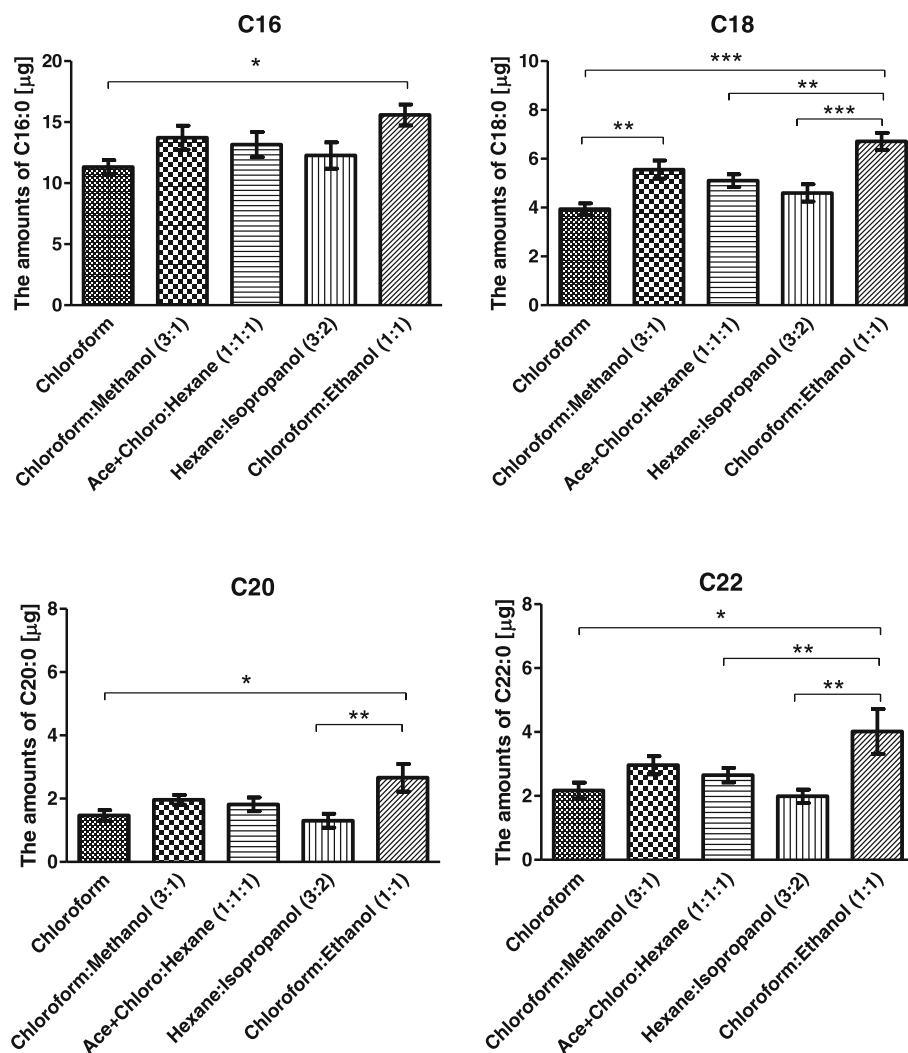 C16
The amounts of C16:0 [µg]
20
15
10
5
0
*
Chloroform
Chloroform:Methanol (3:1)
Ace+Chloro:Hexane (1:1:1)
Hexane:Isopropanol (3:2)
Chloroform:Ethanol (1:1)
C18
The amounts of C18:0 [µg]
10
8
6
4
2
0
***
**
***
**
Chloroform
Chloroform:Methanol (3:1)
Ace+Chloro:Hexane (1:1:1)
Hexane:Isopropanol (3:2)
Chloroform:Ethanol (1:1)
C20
The amounts of C20:0 [µg]
8
6
4
2
0
*
**
Chloroform
Chloroform:Methanol (3:1)
Ace+Chloro:Hexane (1:1:1)
Hexane:Isopropanol (3:2)
Chloroform:Ethanol (1:1)
C22
The amounts of C22:0 [µg]
8
6
4
2
0
*
**
**
Chloroform
Chloroform:Methanol (3:1)
Ace+Chloro:Hexane (1:1:1)
Hexane:Isopropanol (3:2)
Chloroform:Ethanol (1:1)